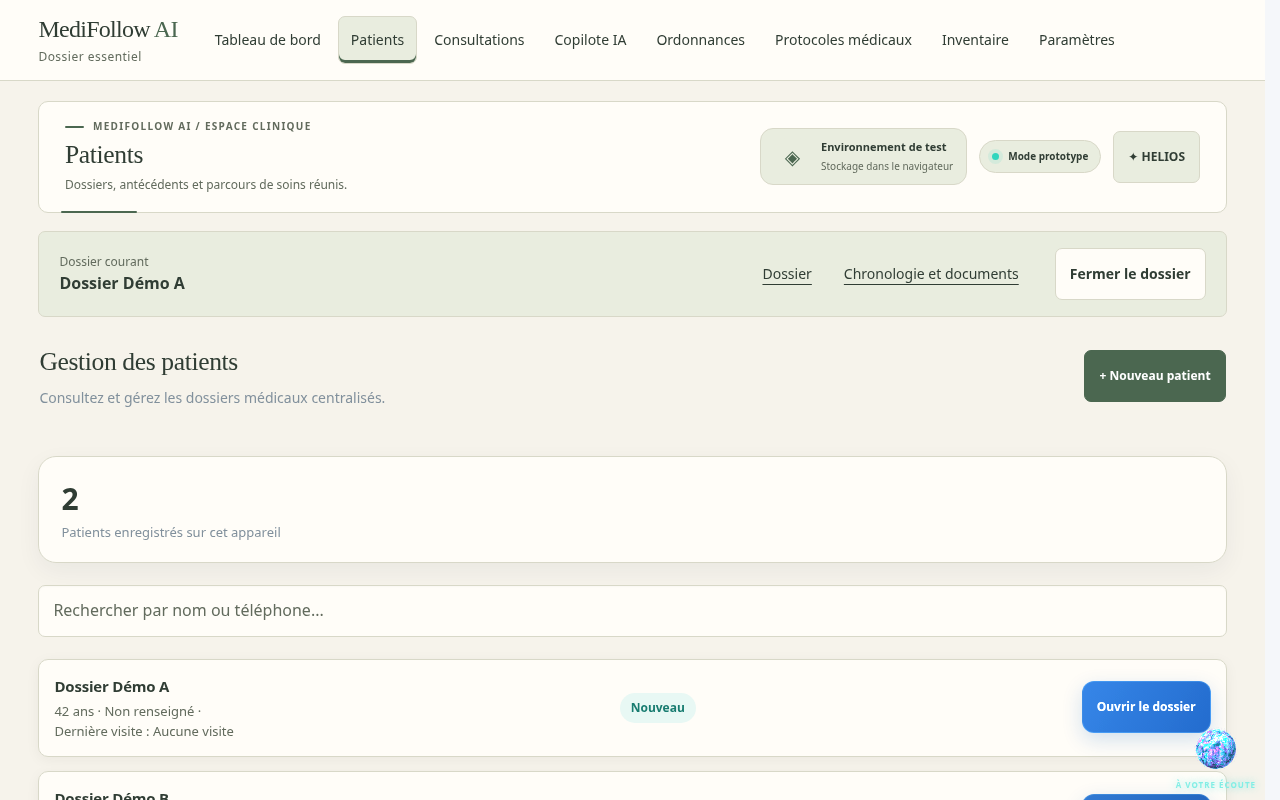 MediFollow AI
Dossier essentiel
Tableau de bord
Patients
Consultations
Copilote IA
Ordonnances
Protocoles médicaux
Inventaire
Paramètres
MEDIFOLLOW AI / ESPACE CLINIQUE
Patients
Dossiers, antécédents et parcours de soins réunis.
Environnement de test
Stockage dans le navigateur
Mode prototype
✦ HELIOS
Dossier courant
Dossier Démo A
Dossier
Chronologie et documents
Fermer le dossier
Gestion des patients
Consultez et gérez les dossiers médicaux centralisés.
+ Nouveau patient
2
Patients enregistrés sur cet appareil
Rechercher par nom ou téléphone...
Dossier Démo A
42 ans · Non renseigné ·
Dernière visite : Aucune visite
Nouveau
Ouvrir le dossier
À VOTRE ÉCOUTE
Dossier Démo B